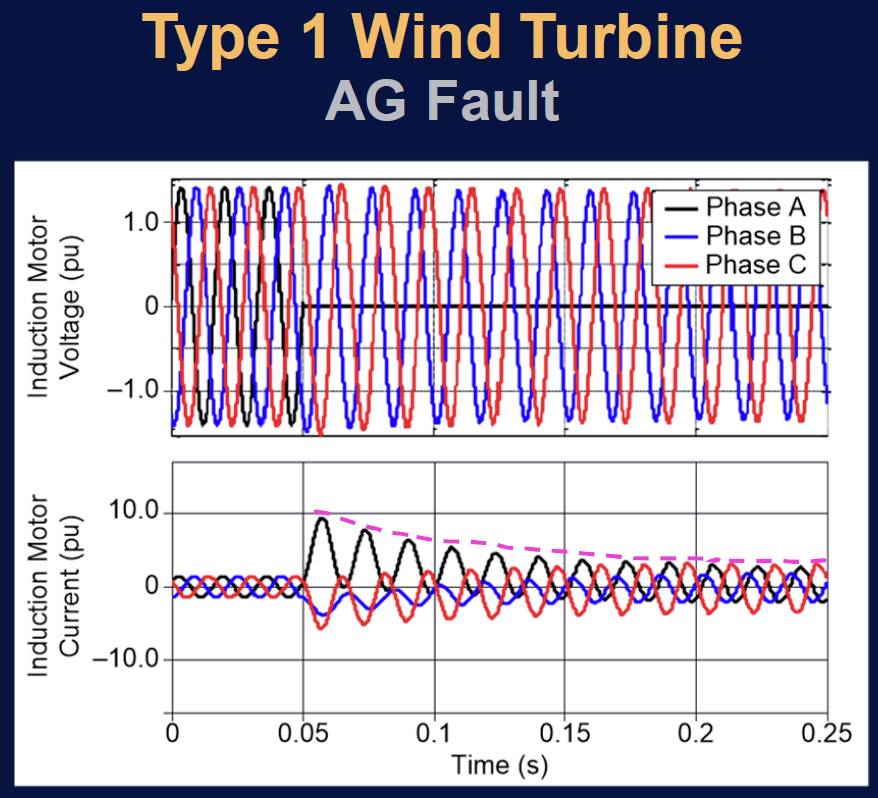 Type 1 Wind Turbine
AG Fault
Induction Motor
Voltage (pu)
1.0
0
–1.0
Phase A
Phase B
Phase C
Induction Motor
Current (pu)
10.0
0
–10.0
0
0.05
0.1
0.15
0.2
0.25
Time (s)